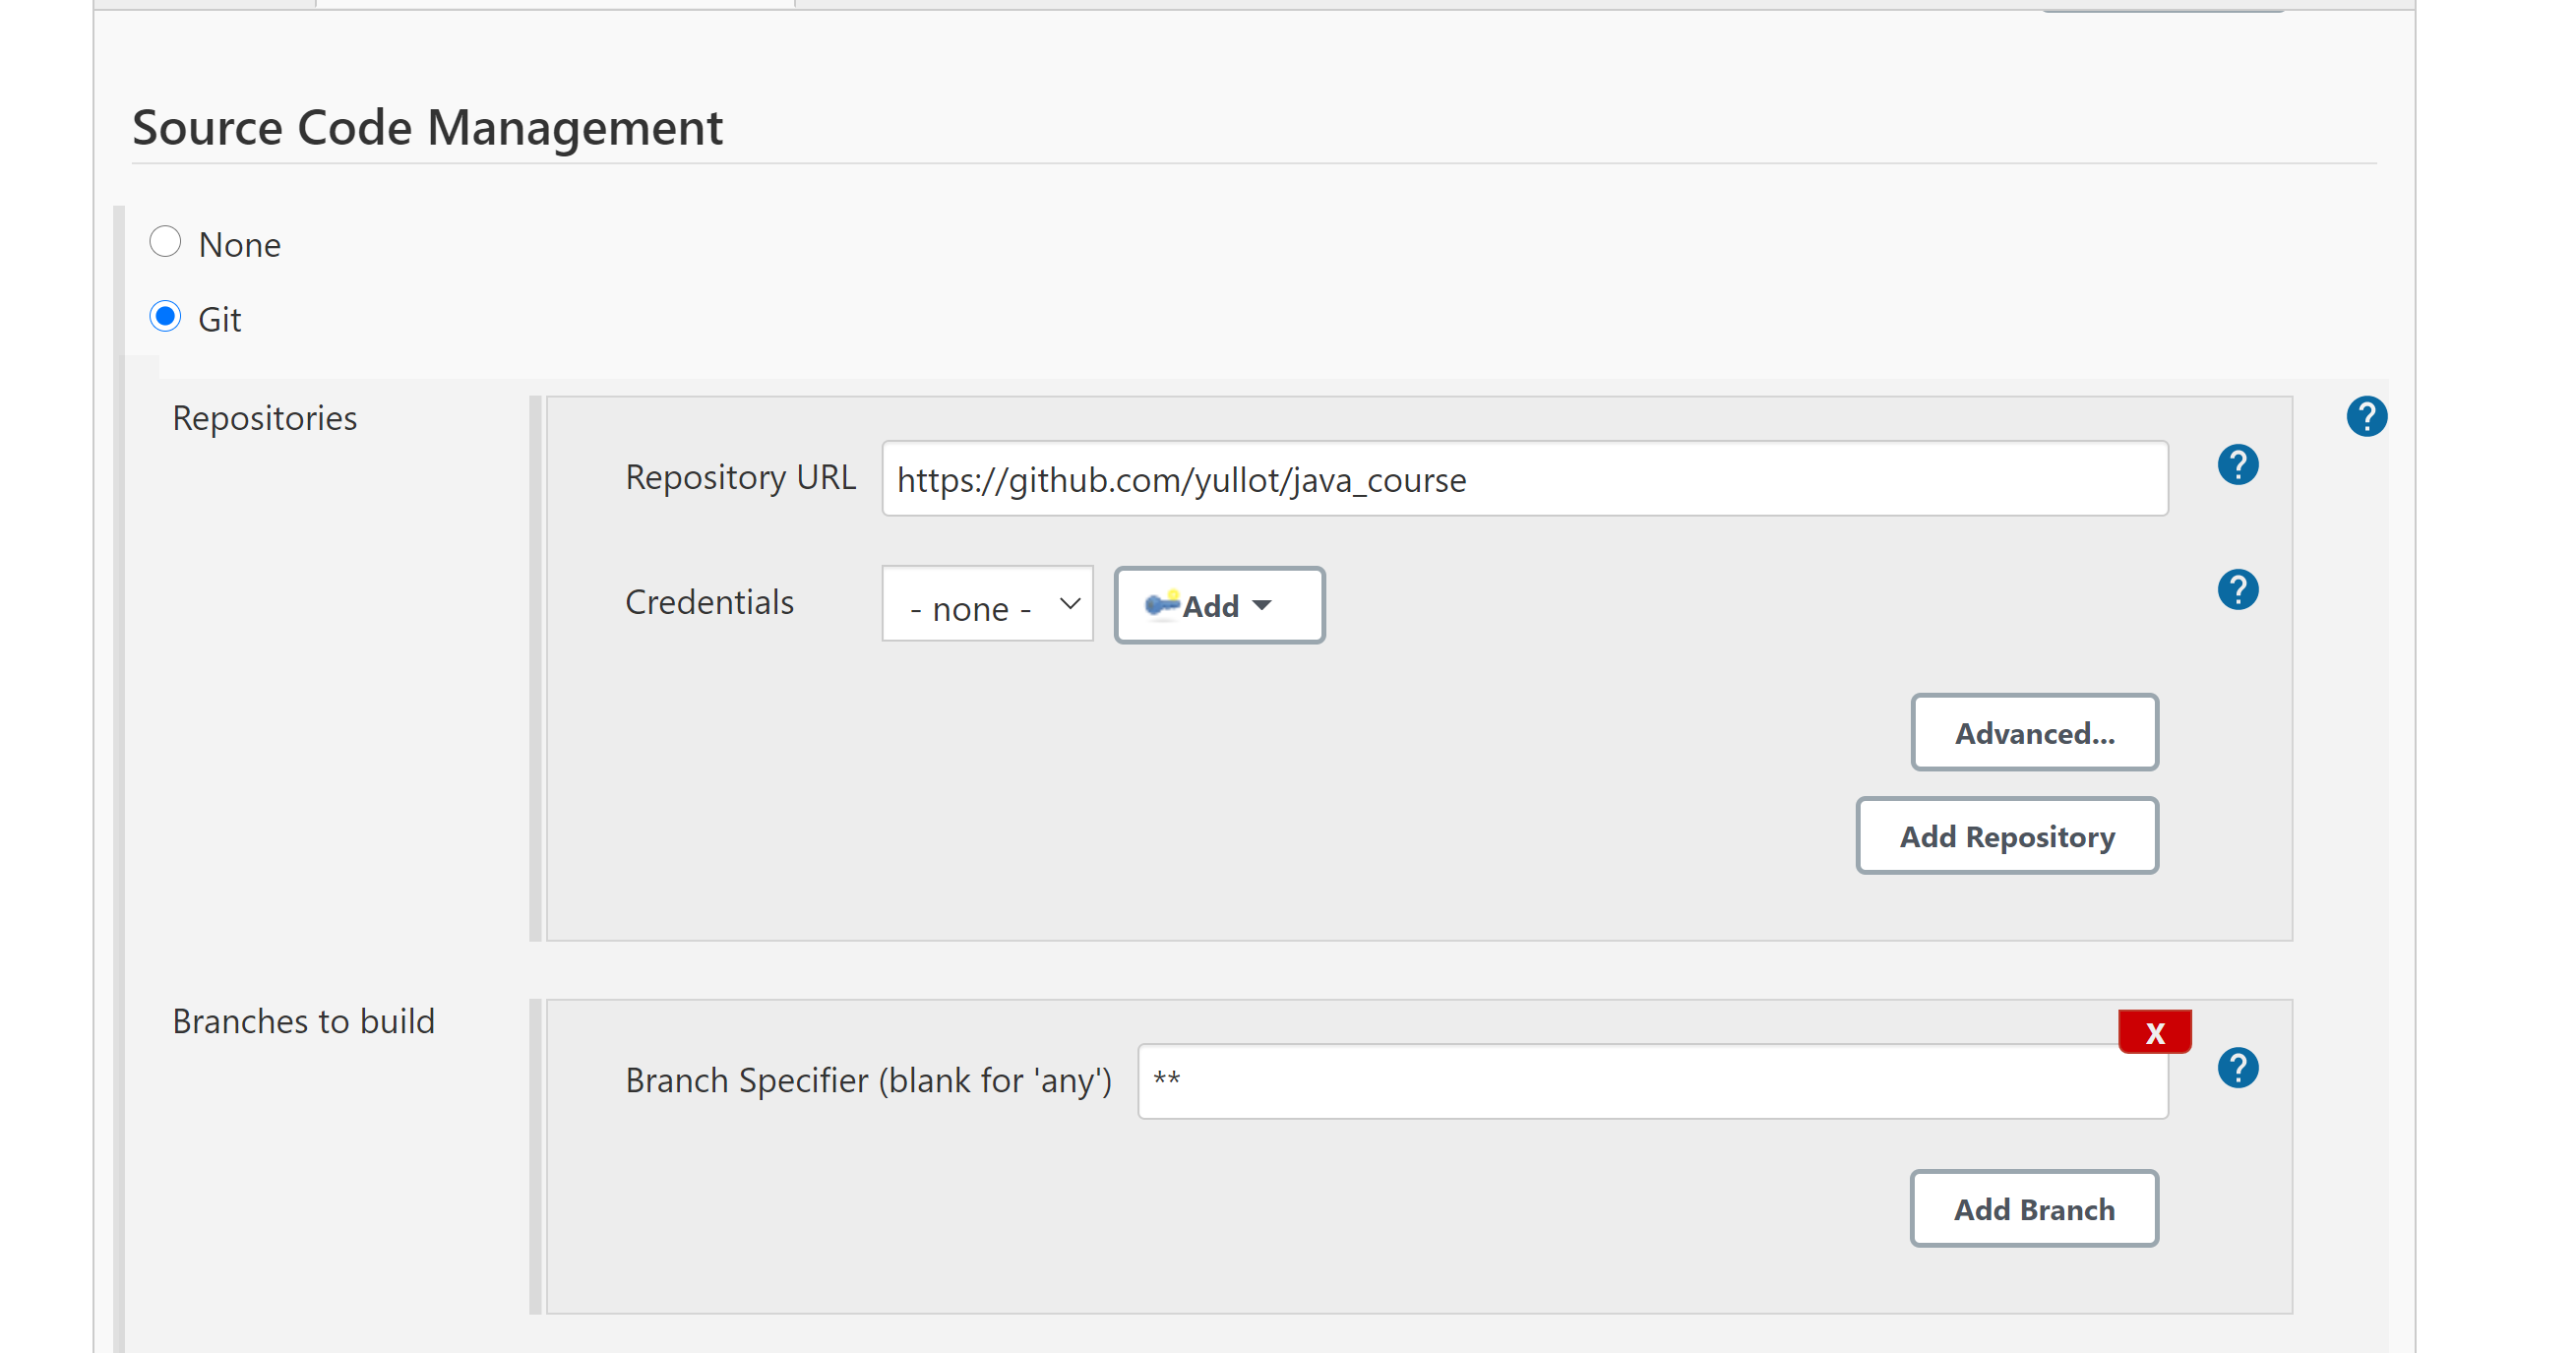 Source Code Management
None
Git
Repositories
?
Repository URL https://github.com/yullot/java_course ?
Credentials - none - Add ?
Advanced...
Add Repository
Branches to build
X
Branch Specifier (blank for 'any') ** ?
Add Branch